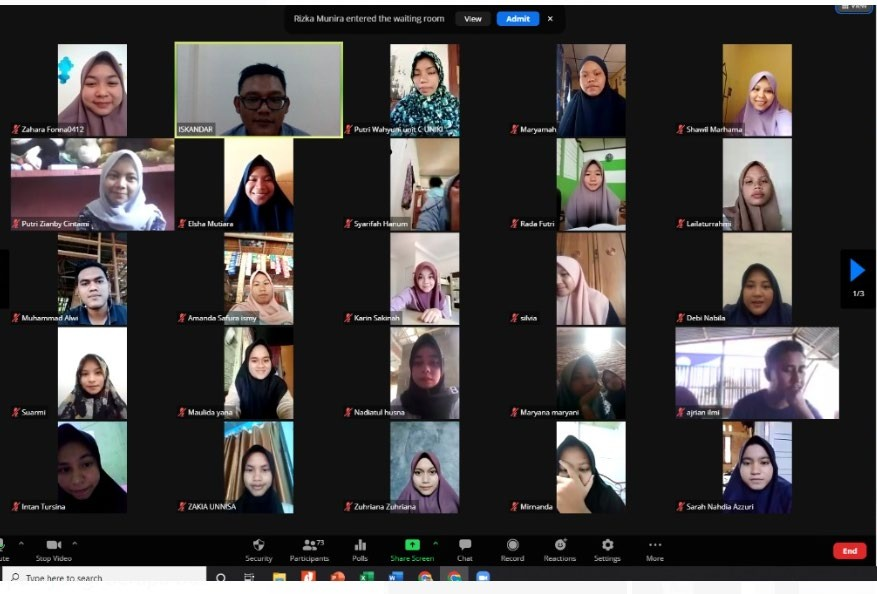 View
Rizka Munira entered the waiting room View Admit ×
Zahara Fonna0412
ISKANDAR
Putri Wahyuni unit C UNIKI
Maryamah
Shawil Marhama
Putri Zianby Cintami
Elsha Mutiara
Syarifah Hanum
Rada Futri
Lailaturrahmi
Muhammad Alwi
Amanda Safura ismy
Karin Sakinah
silvia
Debi Nabila
1/3
Suarmi
Maulida yana
Nadiatul husna
Maryana maryani
ajrian ilmi
Intan Tursina
ZAKIA UNNISA
Zuhriana Zuhriana
Mirnanda
Sarah Nahdia Azzuri
Stop Video
Security
Participants 73
Polls
Share Screen
Chat
Record
Reactions
Settings
More
End
Type here to search